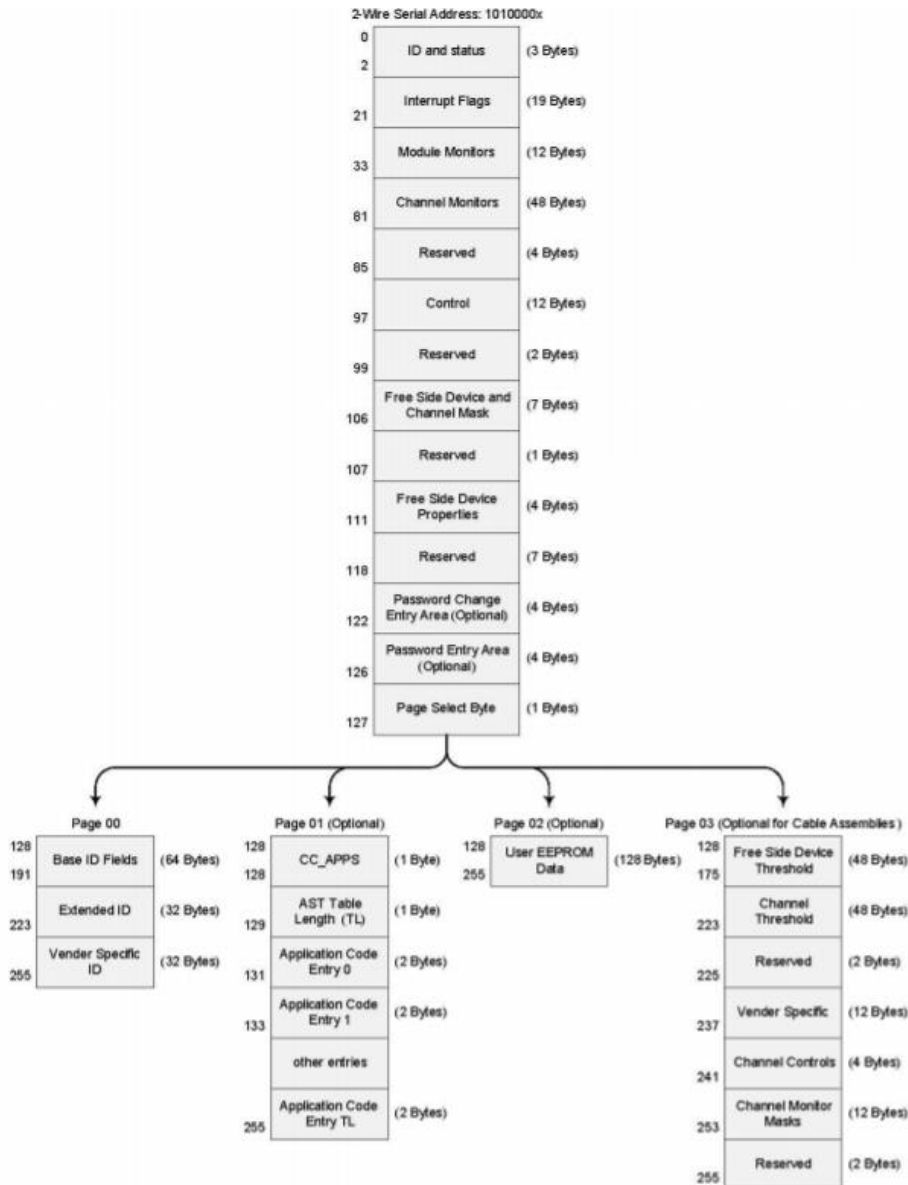 2-Wire Serial Address: 1010000x
0
ID and status (3 Bytes)
2
Interrupt Flags (19 Bytes)
21
Module Monitors (12 Bytes)
33
Channel Monitors (48 Bytes)
81
Reserved (4 Bytes)
85
Control (12 Bytes)
97
Reserved (2 Bytes)
99
Free Side Device and
Channel Mask (7 Bytes)
106
Reserved (1 Bytes)
107
Free Side Device
Properties (4 Bytes)
111
Reserved (7 Bytes)
118
Password Change
Entry Area (Optional) (4 Bytes)
122
Password Entry Area
(Optional) (4 Bytes)
126
Page Select Byte (1 Bytes)
127
Page 00
128
Base ID Fields (64 Bytes)
191
Extended ID (32 Bytes)
223
Vender Specific
ID (32 Bytes)
255
Page 01 (Optional)
128
CC_APPS (1 Byte)
128
AST Table
Length (TL) (1 Byte)
129
Application Code
Entry 0 (2 Bytes)
131
Application Code
Entry 1 (2 Bytes)
133
other entries
Application Code
Entry TL (2 Bytes)
255
Page 02 (Optional)
128
User EEPROM
Data (128 Bytes)
255
Page 03 (Optional for Cable Assemblies)
128
Free Side Device
Threshold (48 Bytes)
175
Channel
Threshold (48 Bytes)
223
Reserved (2 Bytes)
225
Vender Specific (12 Bytes)
237
Channel Controls (4 Bytes)
241
Channel Monitor
Masks (12 Bytes)
253
Reserved (2 Bytes)
255